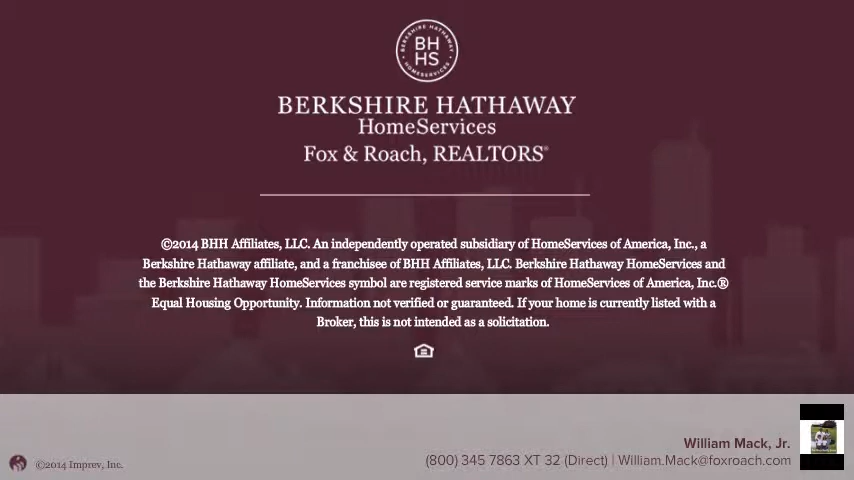 BERKSHIRE HATHAWAY
HOMESERVICES
BH
HS
BERKSHIRE HATHAWAY
HomeServices
Fox & Roach, REALTORS®
©2014 BHH Affiliates, LLC. An independently operated subsidiary of HomeServices of America, Inc., a
Berkshire Hathaway affiliate, and a franchisee of BHH Affiliates, LLC. Berkshire Hathaway HomeServices and
the Berkshire Hathaway HomeServices symbol are registered service marks of HomeServices of America, Inc.®
Equal Housing Opportunity. Information not verified or guaranteed. If your home is currently listed with a
Broker, this is not intended as a solicitation.
William Mack, Jr.
(800) 345 7863 XT 32 (Direct) | William.Mack@foxroach.com
©2014 Imprev, Inc.